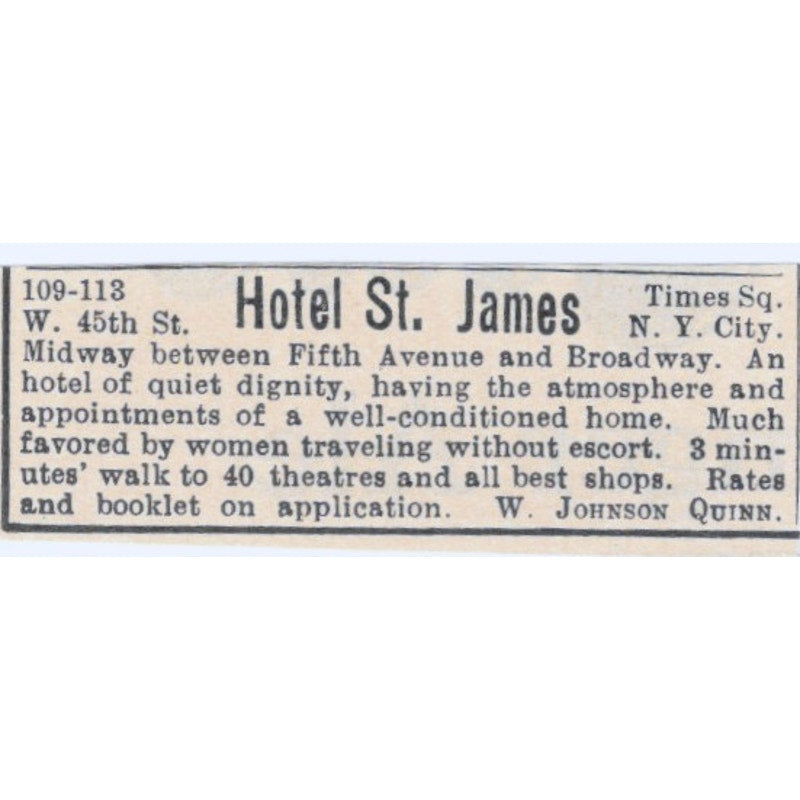 109-113
W. 45th St.
Hotel St. James
Times Sq.
N. Y. City.
Midway between Fifth Avenue and Broadway. An
hotel of quiet dignity, having the atmosphere and
appointments of a well-conditioned home. Much
favored by women traveling without escort. 3 min-
utes' walk to 40 theatres and all best shops. Rates
and booklet on application. W. JOHNSON QUINN.